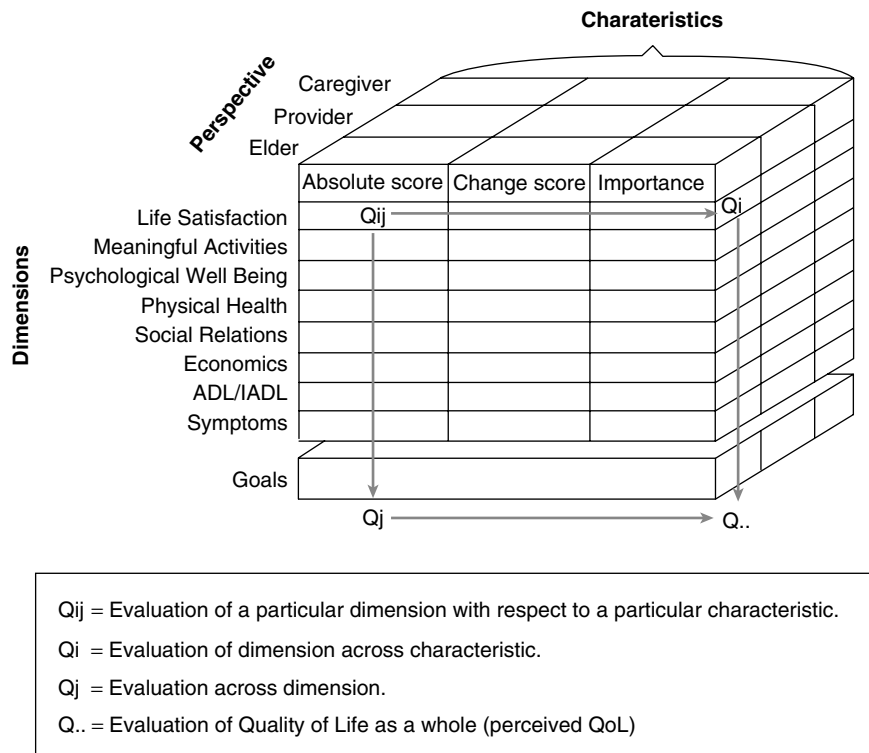 Charateristics
Perspective
Caregiver
Provider
Elder
Absolute score Change score Importance
Dimensions
Life Satisfaction Qij Qi
Meaningful Activities
Psychological Well Being
Physical Health
Social Relations
Economics
ADL/IADL
Symptoms
Goals
Qj Q..
Qij = Evaluation of a particular dimension with respect to a particular characteristic.
Qi = Evaluation of dimension across characteristic.
Qj = Evaluation across dimension.
Q.. = Evaluation of Quality of Life as a whole (perceived QoL)